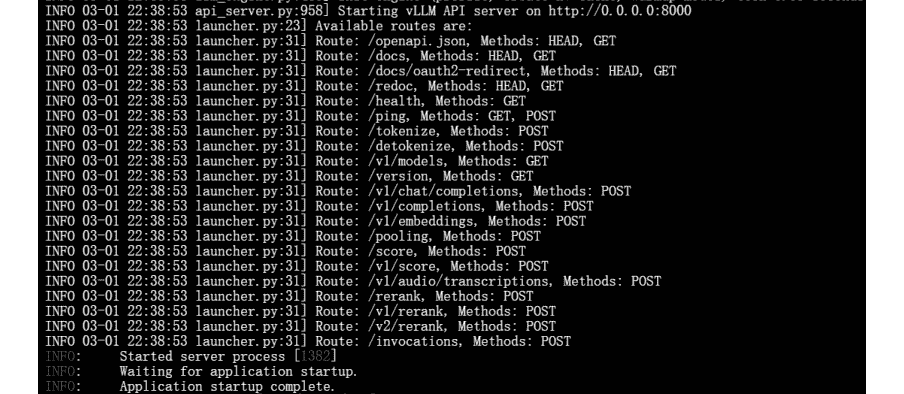 INFO 03-01 22:38:53 api_server.py:958] Starting vLLM API server on http://0.0.0.0:8000
INFO 03-01 22:38:53 launcher.py:23] Available routes are:
INFO 03-01 22:38:53 launcher.py:31] Route: /openapi.json, Methods: HEAD, GET
INFO 03-01 22:38:53 launcher.py:31] Route: /docs, Methods: HEAD, GET
INFO 03-01 22:38:53 launcher.py:31] Route: /docs/oauth2-redirect, Methods: HEAD, GET
INFO 03-01 22:38:53 launcher.py:31] Route: /redoc, Methods: HEAD, GET
INFO 03-01 22:38:53 launcher.py:31] Route: /health, Methods: GET
INFO 03-01 22:38:53 launcher.py:31] Route: /ping, Methods: GET, POST
INFO 03-01 22:38:53 launcher.py:31] Route: /tokenize, Methods: POST
INFO 03-01 22:38:53 launcher.py:31] Route: /detokenize, Methods: POST
INFO 03-01 22:38:53 launcher.py:31] Route: /v1/models, Methods: GET
INFO 03-01 22:38:53 launcher.py:31] Route: /version, Methods: GET
INFO 03-01 22:38:53 launcher.py:31] Route: /v1/chat/completions, Methods: POST
INFO 03-01 22:38:53 launcher.py:31] Route: /v1/completions, Methods: POST
INFO 03-01 22:38:53 launcher.py:31] Route: /v1/embeddings, Methods: POST
INFO 03-01 22:38:53 launcher.py:31] Route: /pooling, Methods: POST
INFO 03-01 22:38:53 launcher.py:31] Route: /score, Methods: POST
INFO 03-01 22:38:53 launcher.py:31] Route: /v1/score, Methods: POST
INFO 03-01 22:38:53 launcher.py:31] Route: /v1/audio/transcriptions, Methods: POST
INFO 03-01 22:38:53 launcher.py:31] Route: /rerank, Methods: POST
INFO 03-01 22:38:53 launcher.py:31] Route: /v1/rerank, Methods: POST
INFO 03-01 22:38:53 launcher.py:31] Route: /v2/rerank, Methods: POST
INFO 03-01 22:38:53 launcher.py:31] Route: /invocations, Methods: POST
INFO:     Started server process [1382]
INFO:     Waiting for application startup.
INFO:     Application startup complete.